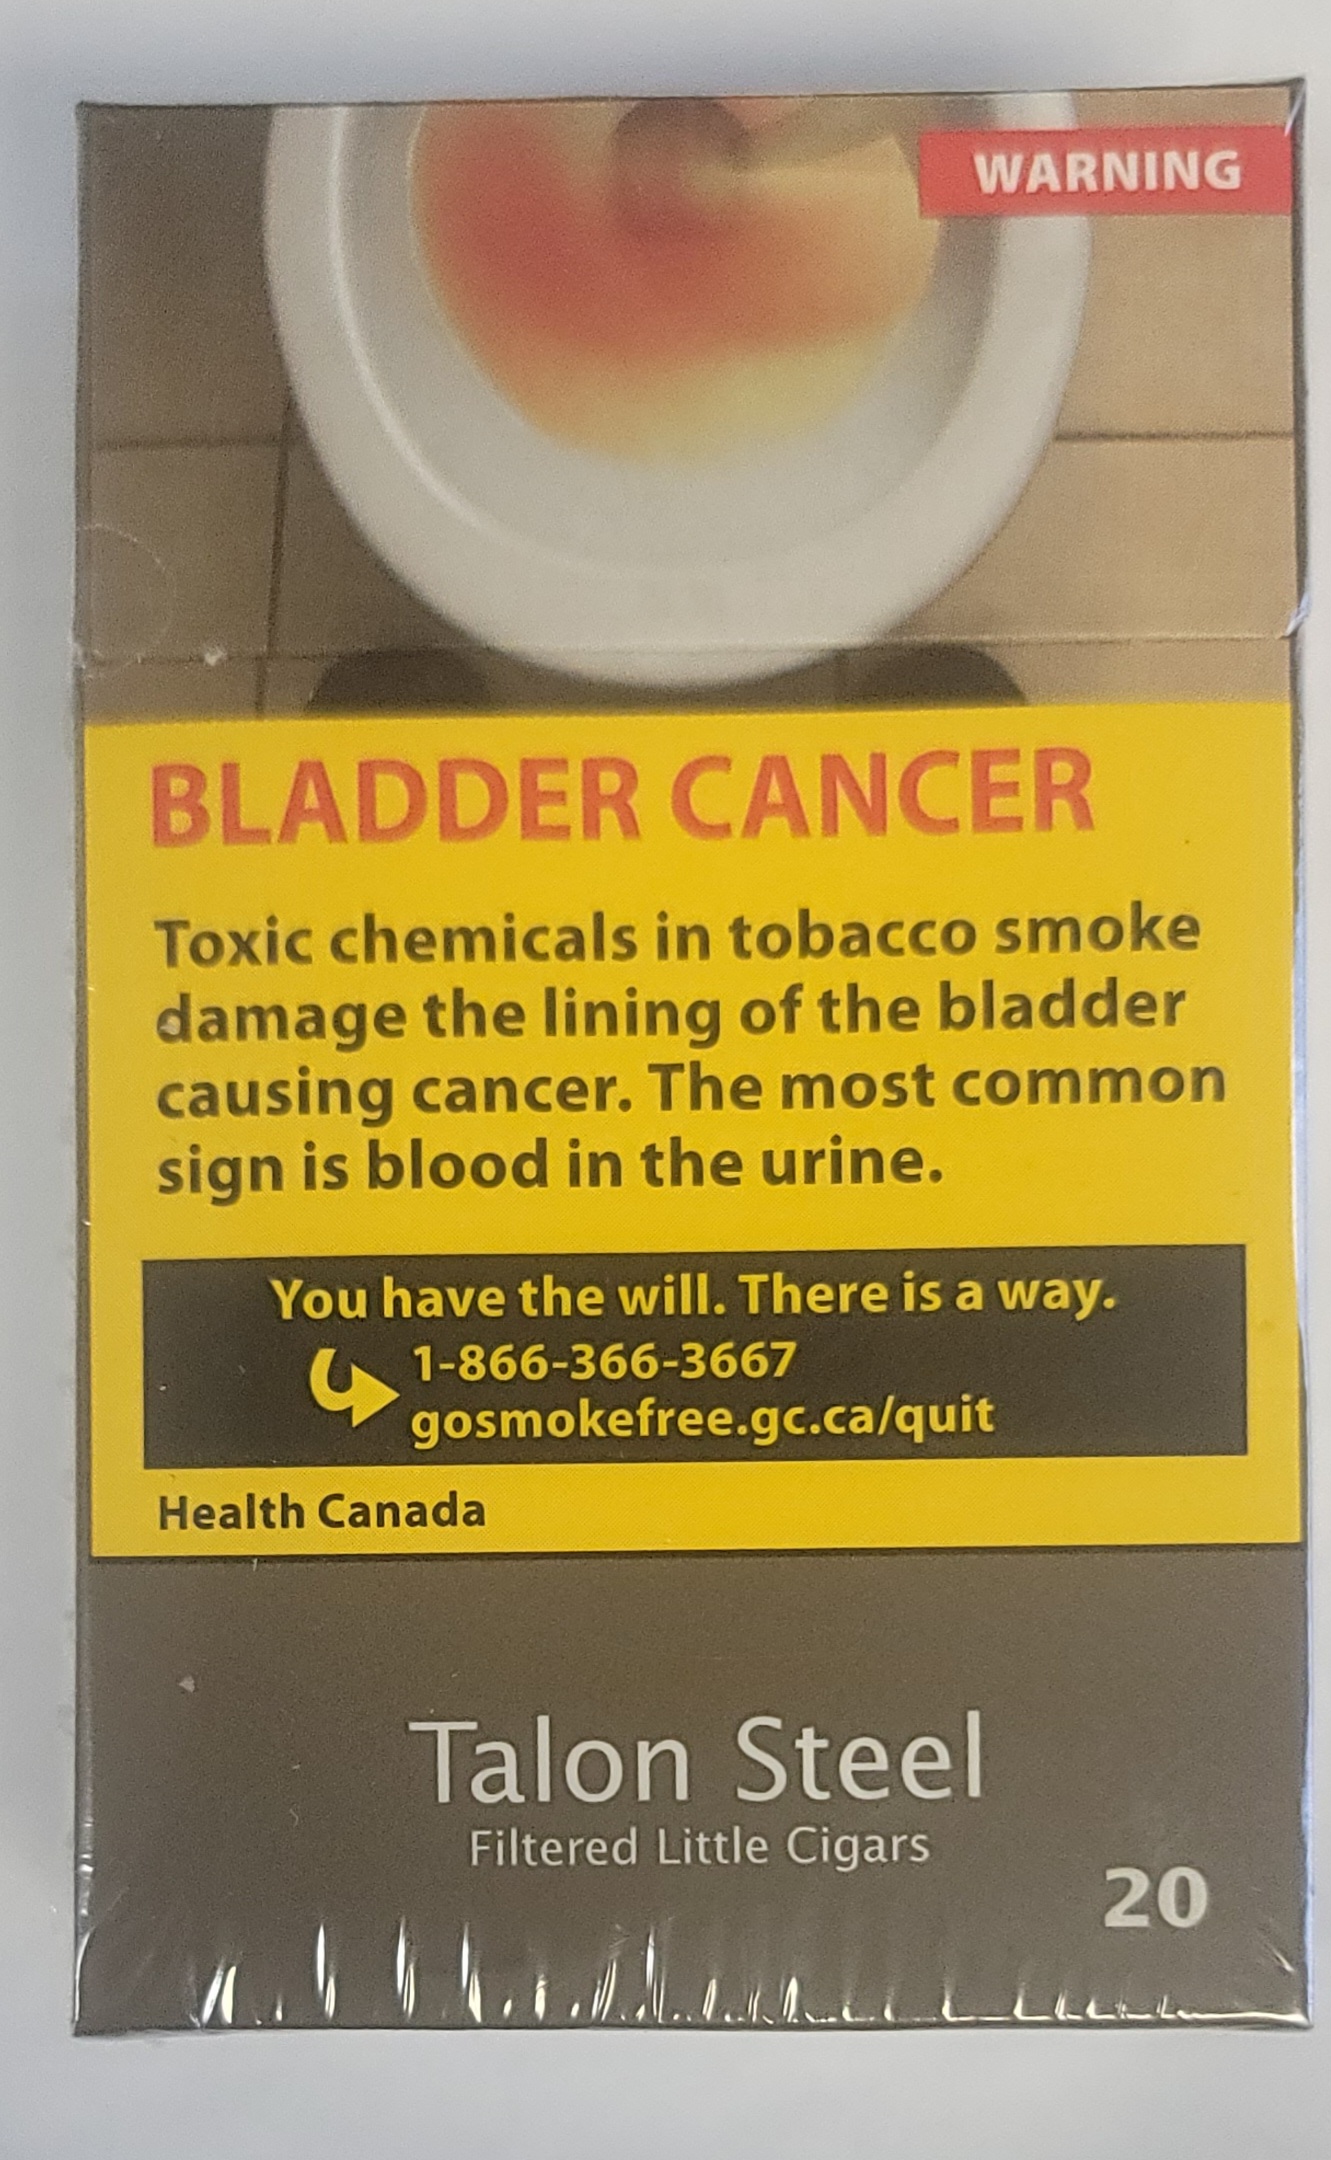 WARNING
BLADDER CANCER
Toxic chemicals in tobacco smoke
damage the lining of the bladder
causing cancer. The most common
sign is blood in the urine.
You have the will. There is a way.
1-866-366-3667
gosmokefree.gc.ca/quit
Health Canada
Talon Steel
Filtered Little Cigars
20